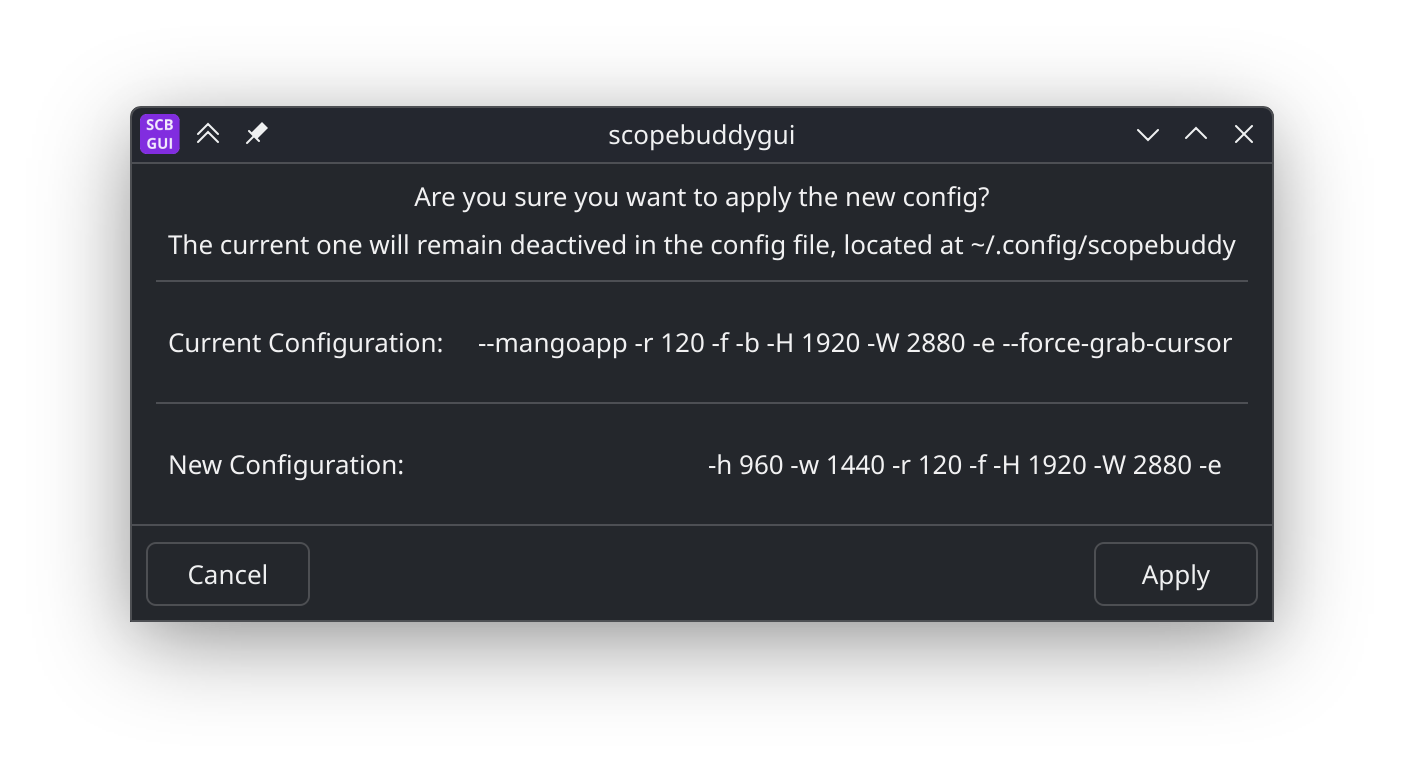 SCB
GUI
scopebuddygui
Are you sure you want to apply the new config?
The current one will remain deactived in the config file, located at ~/.config/scopebuddy
Current Configuration: --mangoapp -r 120 -f -b -H 1920 -W 2880 -e --force-grab-cursor
New Configuration: -h 960 -w 1440 -r 120 -f -H 1920 -W 2880 -e
Cancel Apply